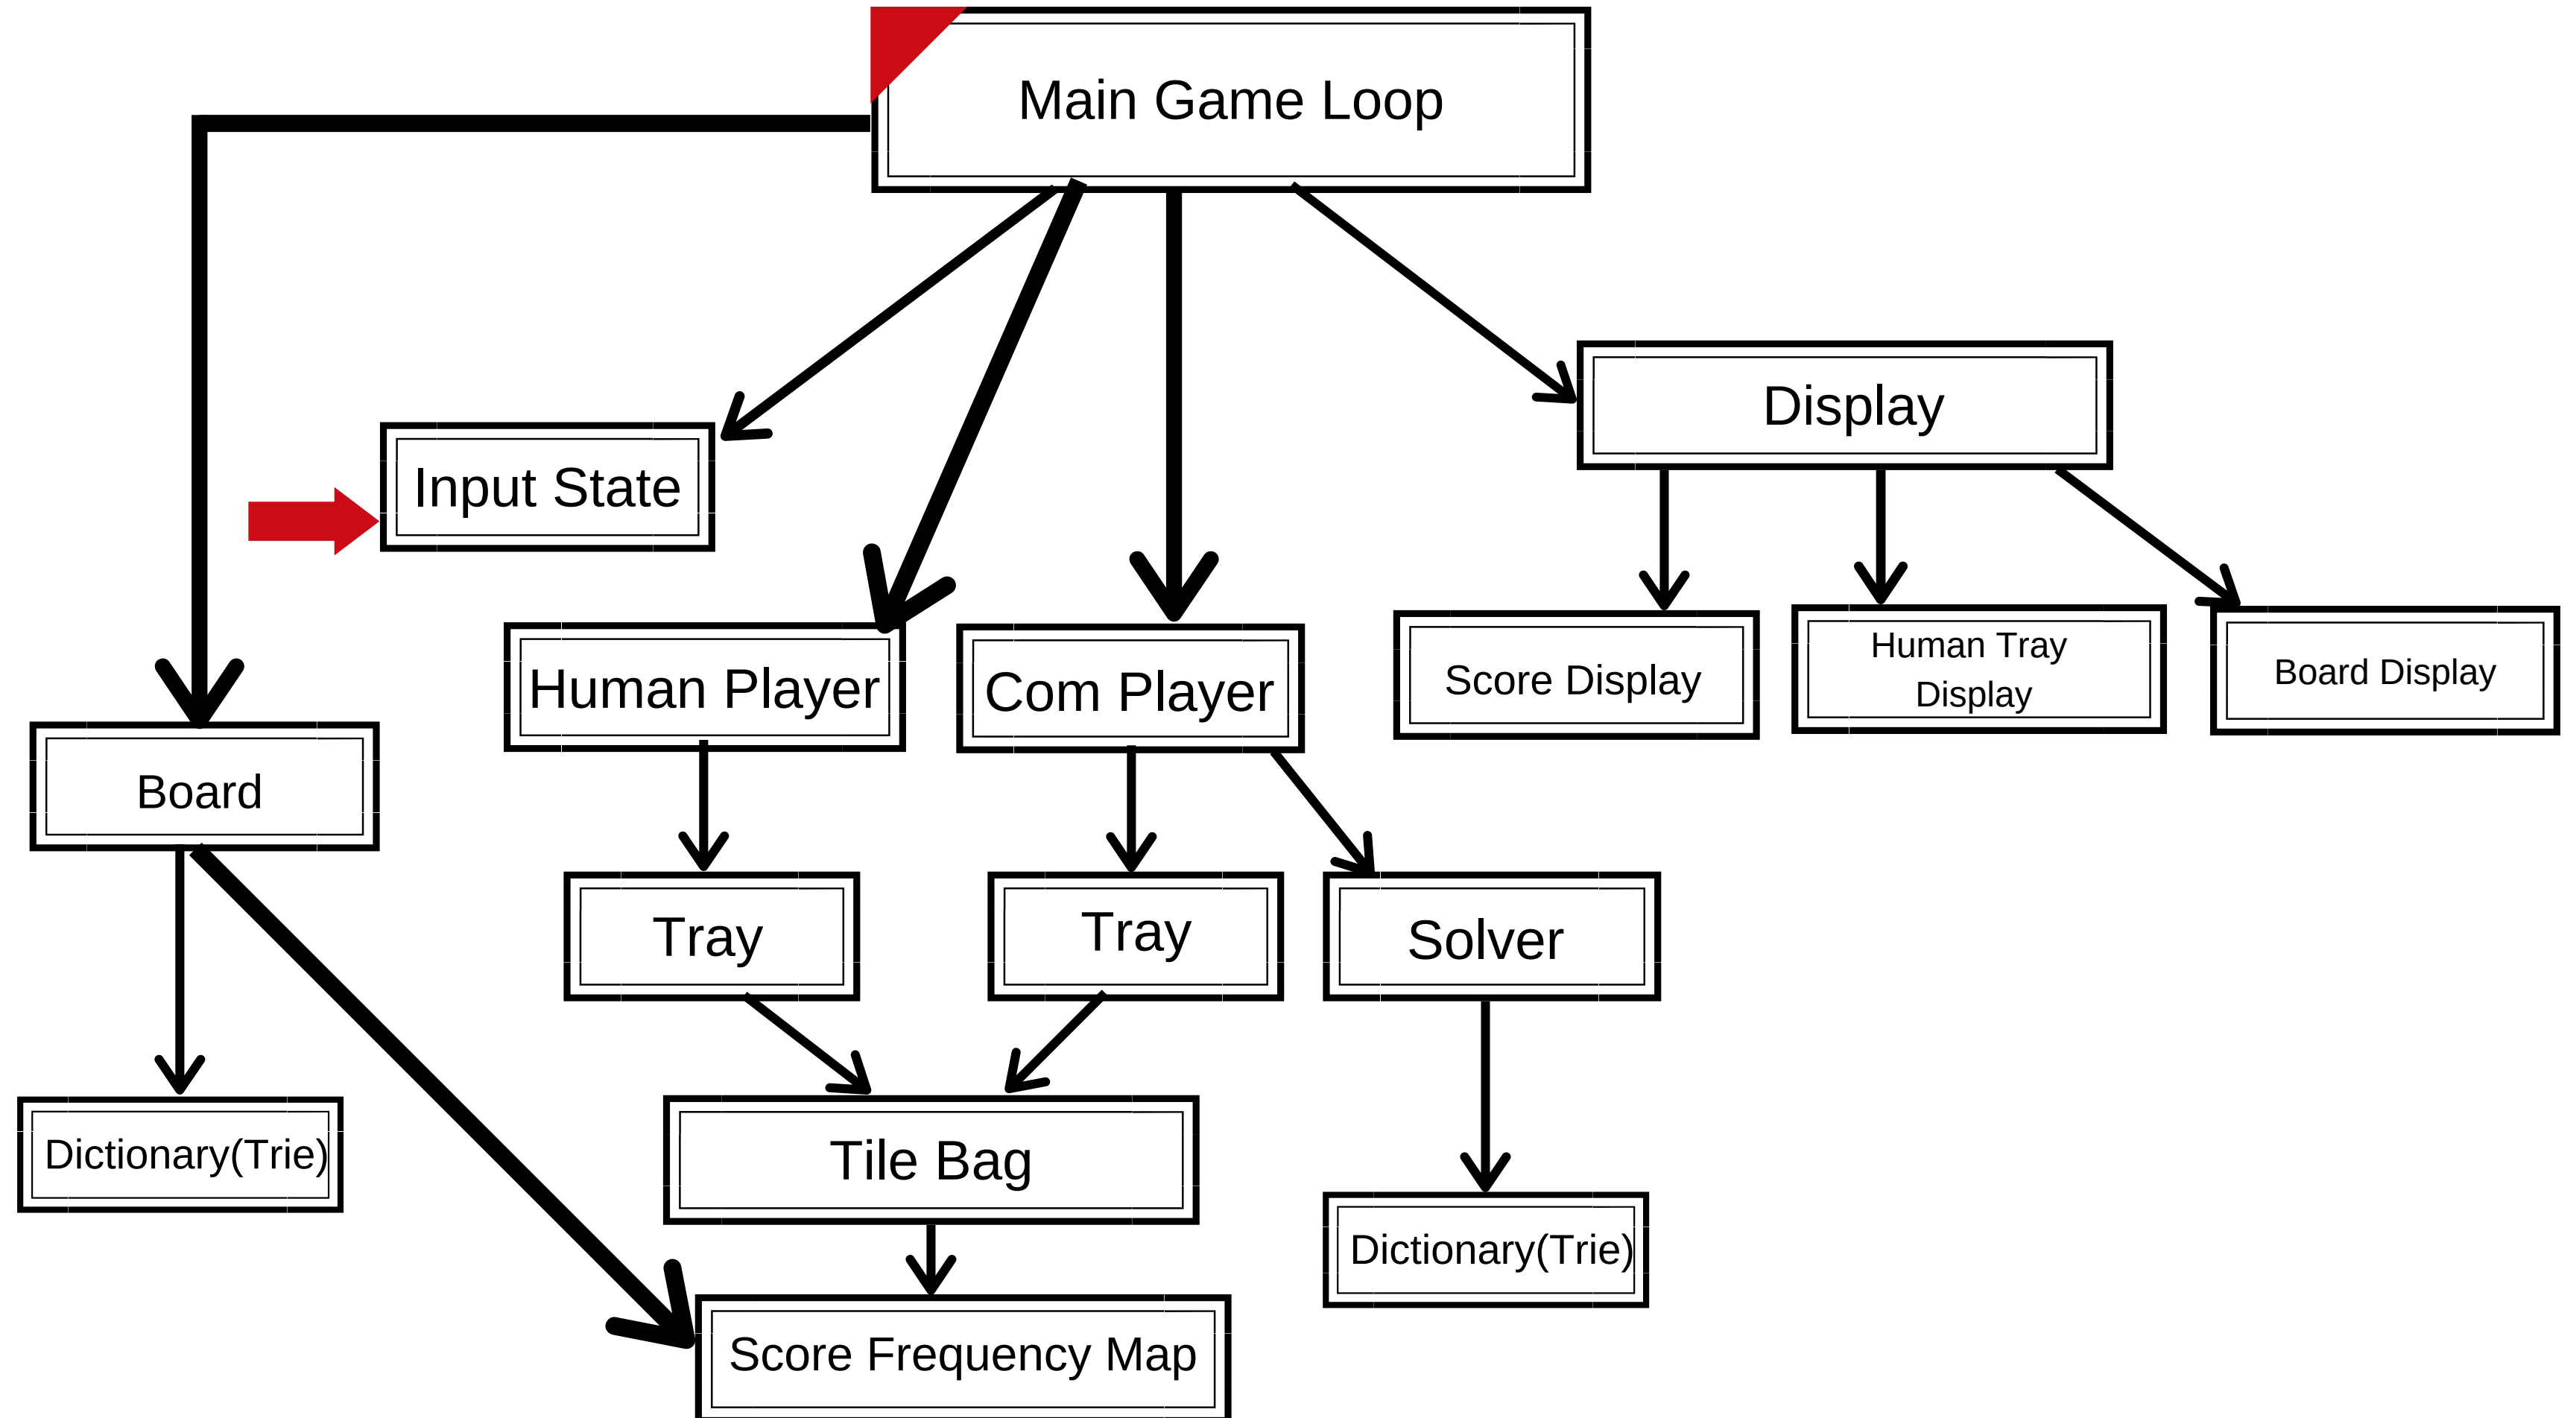 Main Game Loop
Display
Input State
Human Player
Com Player
Score Display
Human Tray
Display
Board Display
Board
Tray
Tray
Solver
Dictionary(Trie)
Tile Bag
Dictionary(Trie)
Score Frequency Map